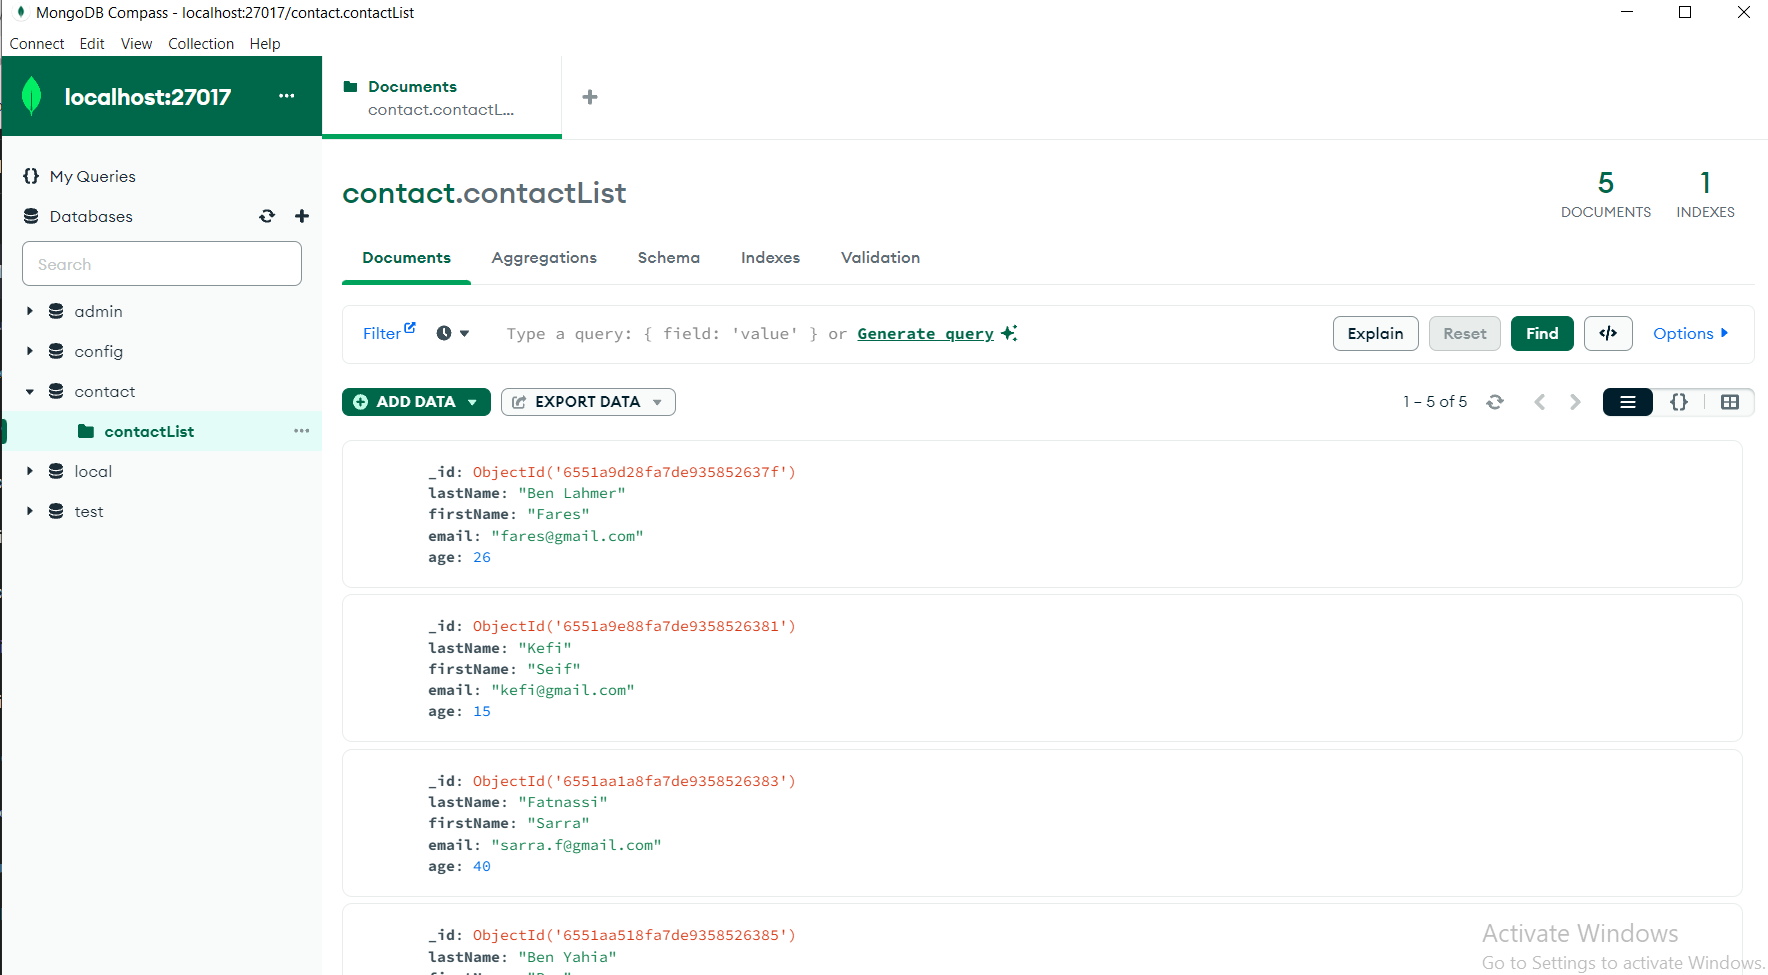 MongoDB Compass - localhost:27017/contact.contactList
Connect Edit View Collection Help
localhost:27017 ...
Documents
contact.contactL...
My Queries
Databases
Search
admin
config
contact
contactList
local
test
contact.contactList
5
DOCUMENTS
1
INDEXES
Documents Aggregations Schema Indexes Validation
Filter Type a query: { field: 'value' } or Generate query Explain Reset Find </> Options
ADD DATA EXPORT DATA 1 – 5 of 5 {}
_id: ObjectId('6551a9d28fa7de935852637f')
lastName: "Ben Lahmer"
firstName: "Fares"
email: "fares@gmail.com"
age: 26
_id: ObjectId('6551a9e88fa7de9358526381')
lastName: "Kefi"
firstName: "Seif"
email: "kefi@gmail.com"
age: 15
_id: ObjectId('6551aa1a8fa7de9358526383')
lastName: "Fatnassi"
firstName: "Sarra"
email: "sarra.f@gmail.com"
age: 40
_id: ObjectId('6551aa518fa7de9358526385')
lastName: "Ben Yahia"
Activate Windows
Go to Settings to activate Windows.